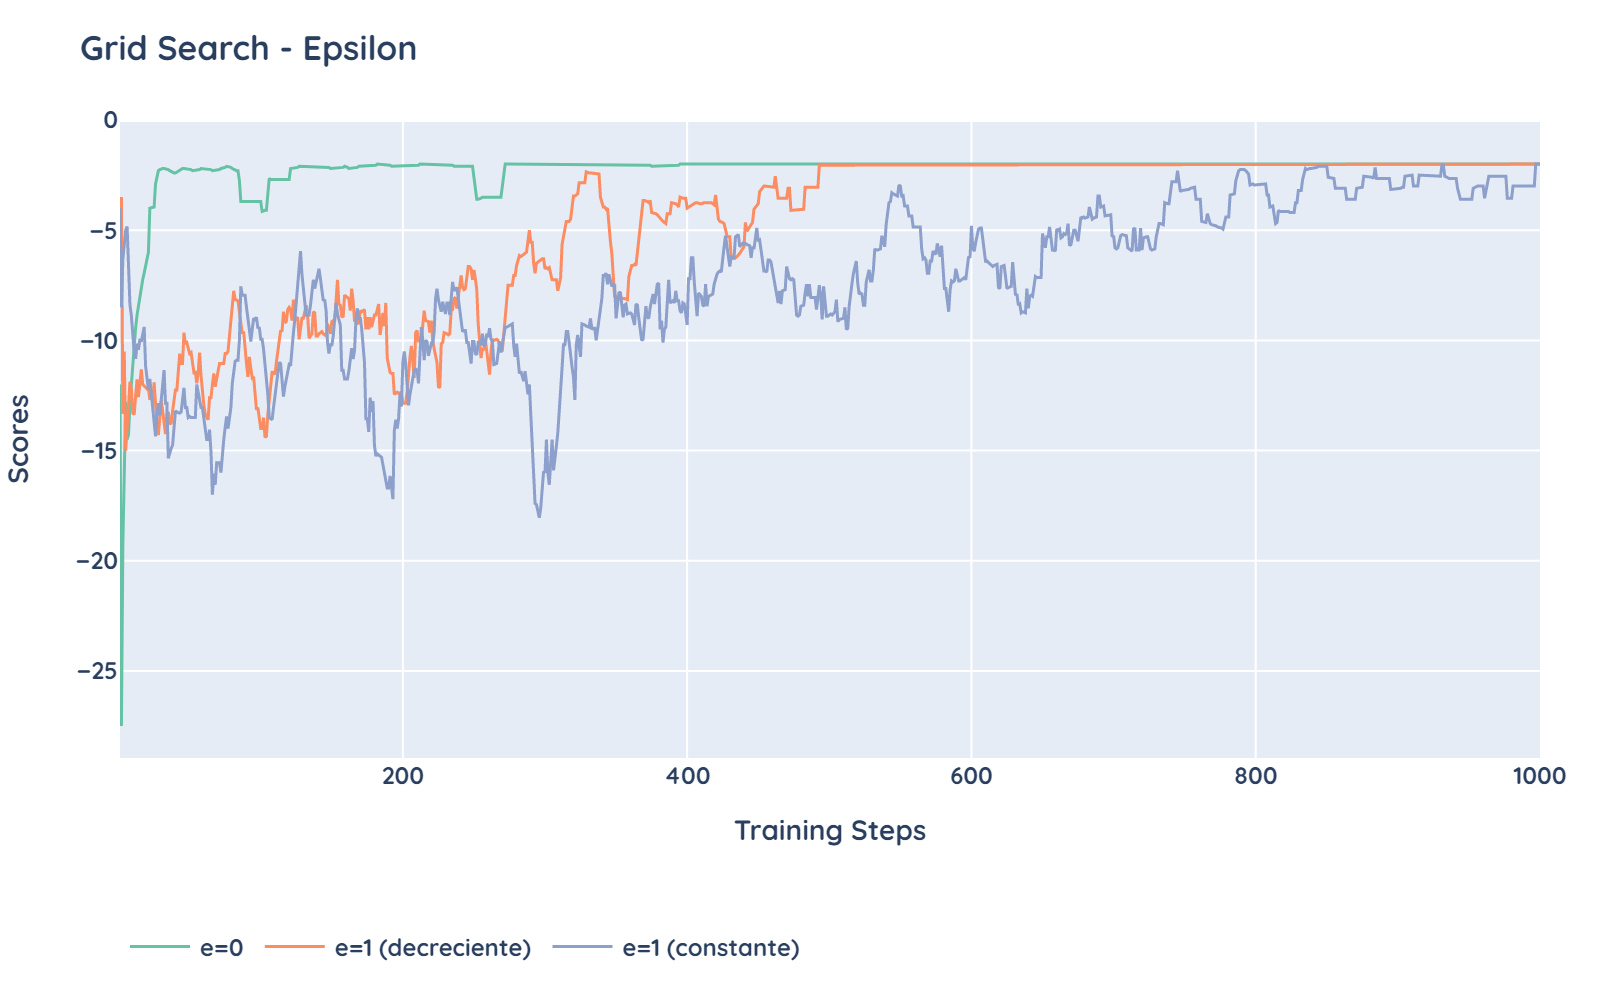 Grid Search - Epsilon
0
−5
−10
−15
−20
−25
Scores
200 400 600 800 1000
Training Steps
e=0 e=1 (decreciente) e=1 (constante)